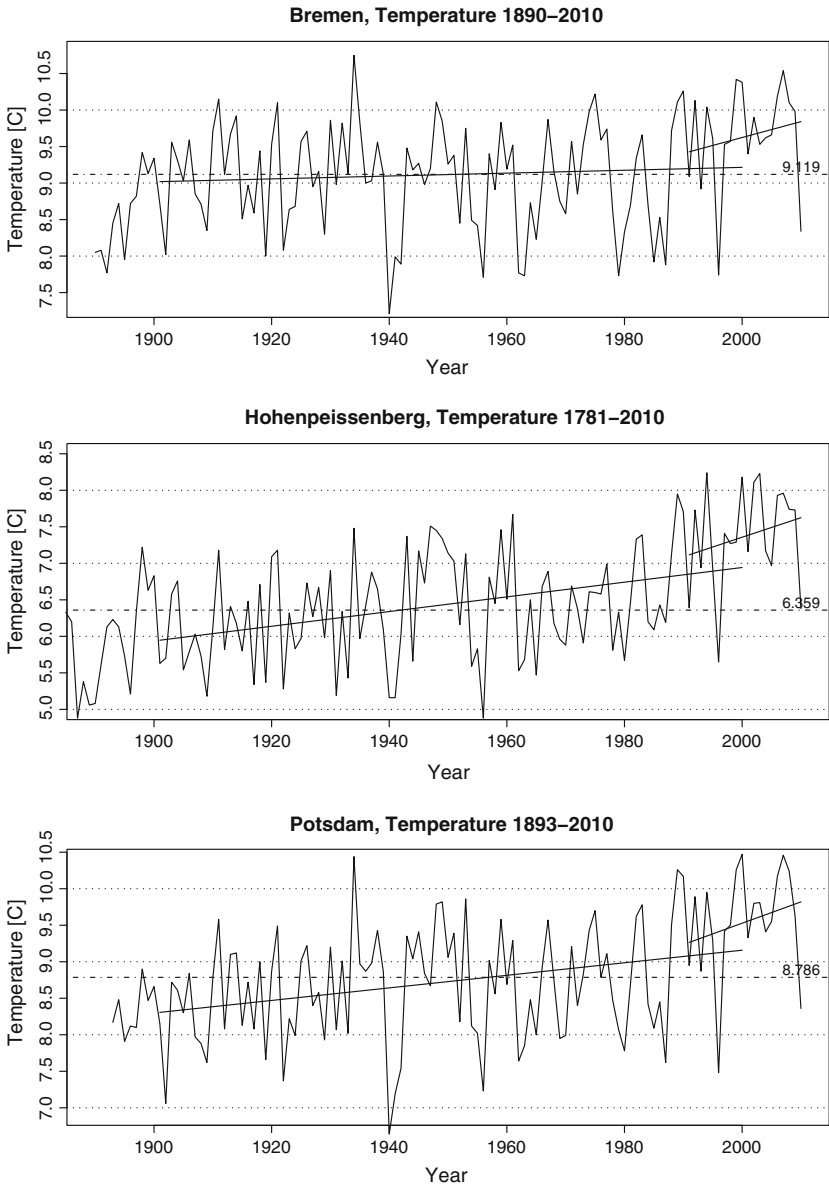 Bremen, Temperature 1890−2010
Temperature [C]
10.5
10.0
9.5
9.0
8.5
8.0
7.5
9.119
1900 1920 1940 1960 1980 2000
Year
Hohenpeissenberg, Temperature 1781−2010
Temperature [C]
8.5
8.0
7.5
7.0
6.5
6.0
5.5
5.0
6.359
1900 1920 1940 1960 1980 2000
Year
Potsdam, Temperature 1893−2010
Temperature [C]
10.5
10.0
9.5
9.0
8.5
8.0
7.5
7.0
8.786
1900 1920 1940 1960 1980 2000
Year